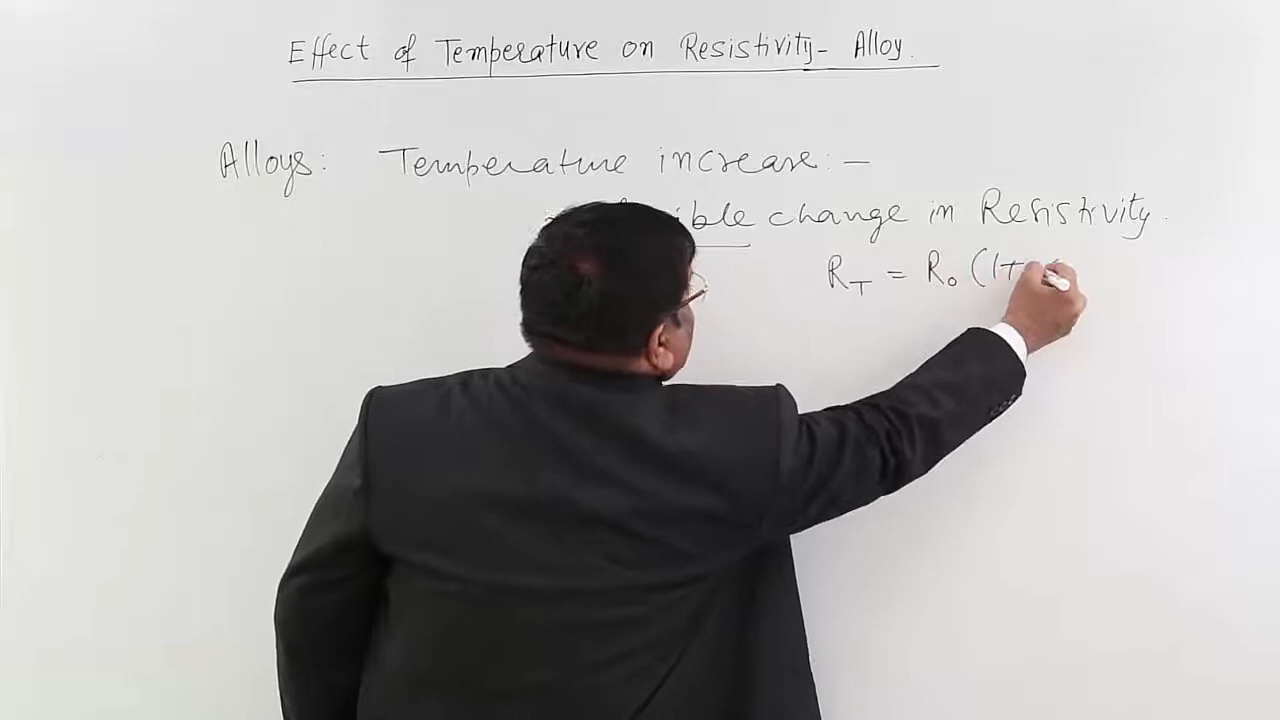 Effect of Temperature on Resistivity- Alloy.
Alloys: Temperature increase:-
change in Resistivity.
R_T = R_0 (1+